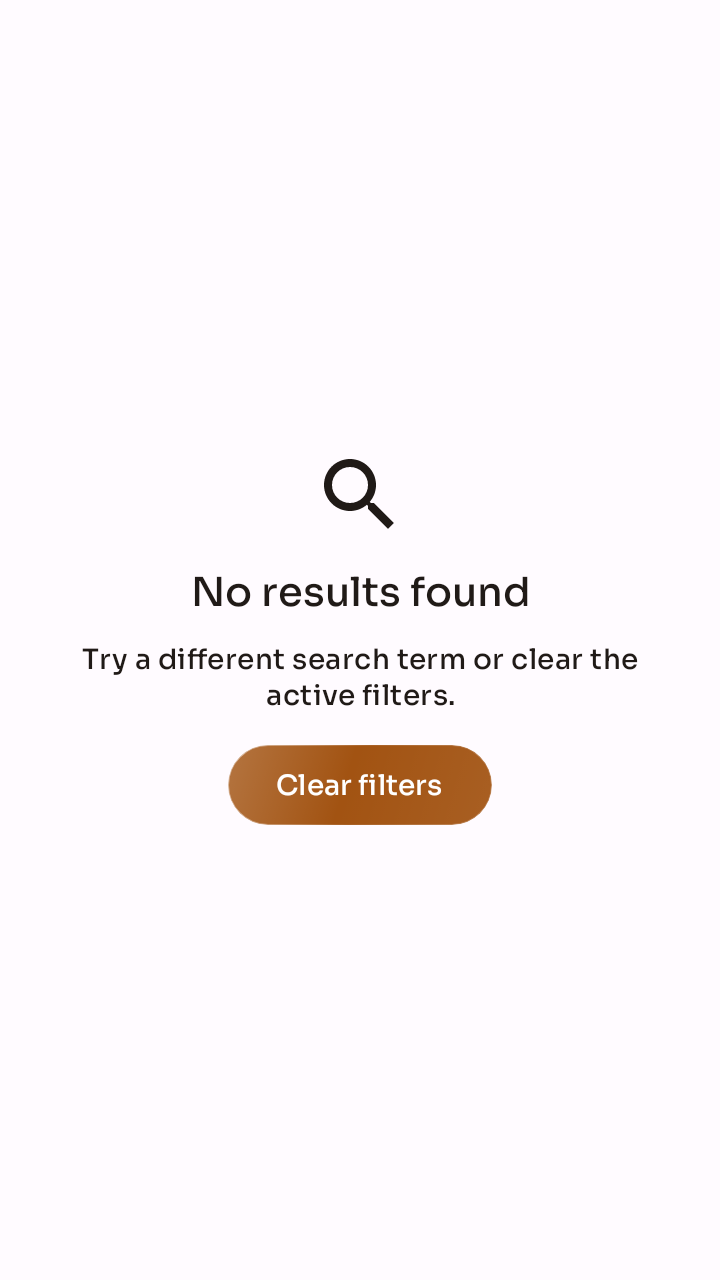 No results found
Try a different search term or clear the
active filters.
Clear filters